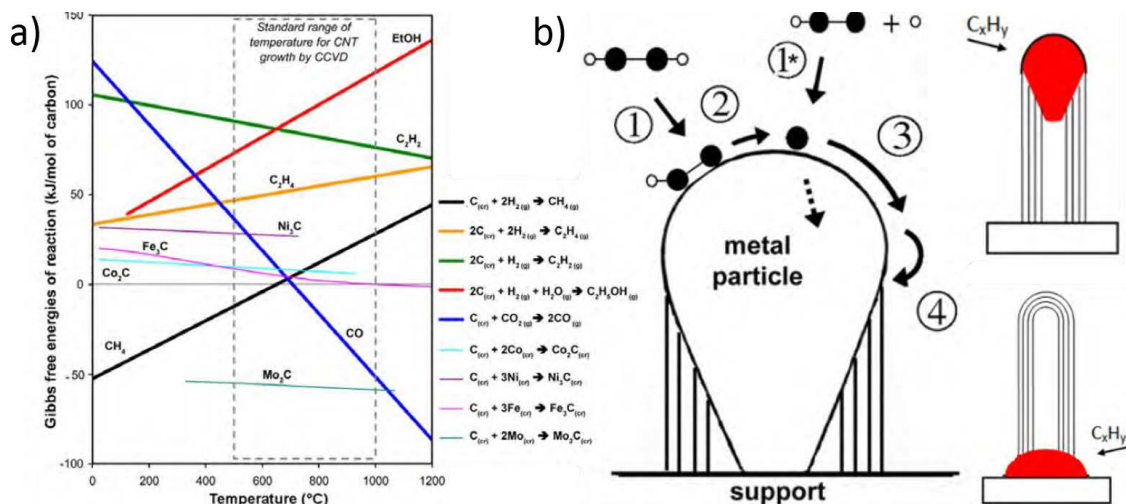 a)
150
100
50
0
-50
-100
Gibbs free energies of reaction (kJ/mol of carbon)
Standard range of
temperature for CNT
growth by CCVD
EtOH
C₂H₂
C₂H₄
Ni₃C
Fe₃C
Co₂C
CO
CH₄
Mo₂C
0 200 400 600 800 1000 1200
Temperature (°C)
C(cr) + 2H₂(g) ➔ CH₄(g)
2C(cr) + 2H₂(g) ➔ C₂H₄(g)
2C(cr) + H₂(g) ➔ C₂H₂(g)
2C(cr) + H₂(g) + H₂O(g) ➔ C₂H₅OH(g)
C(cr) + CO₂(g) ➔ 2CO(g)
C(cr) + 2Co(cr) ➔ Co₂C(cr)
C(cr) + 3Ni(cr) ➔ Ni₃C(cr)
C(cr) + 3Fe(cr) ➔ Fe₃C(cr)
C(cr) + 2Mo(cr) ➔ Mo₂C(cr)
b)
+
1*
1
2
3
4
metal
particle
support
CxHy
CxHy